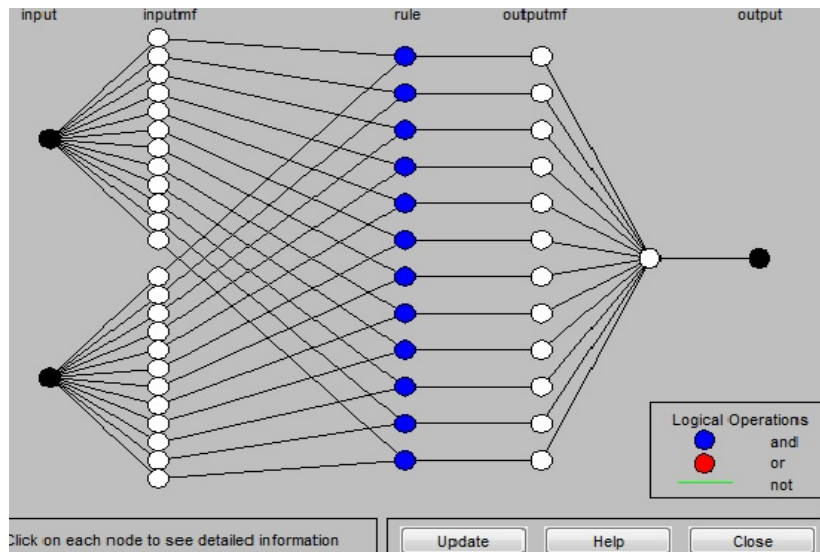 input inputmf rule outputmf output
Logical Operations
and
or
not
Click on each node to see detailed information
Update Help Close